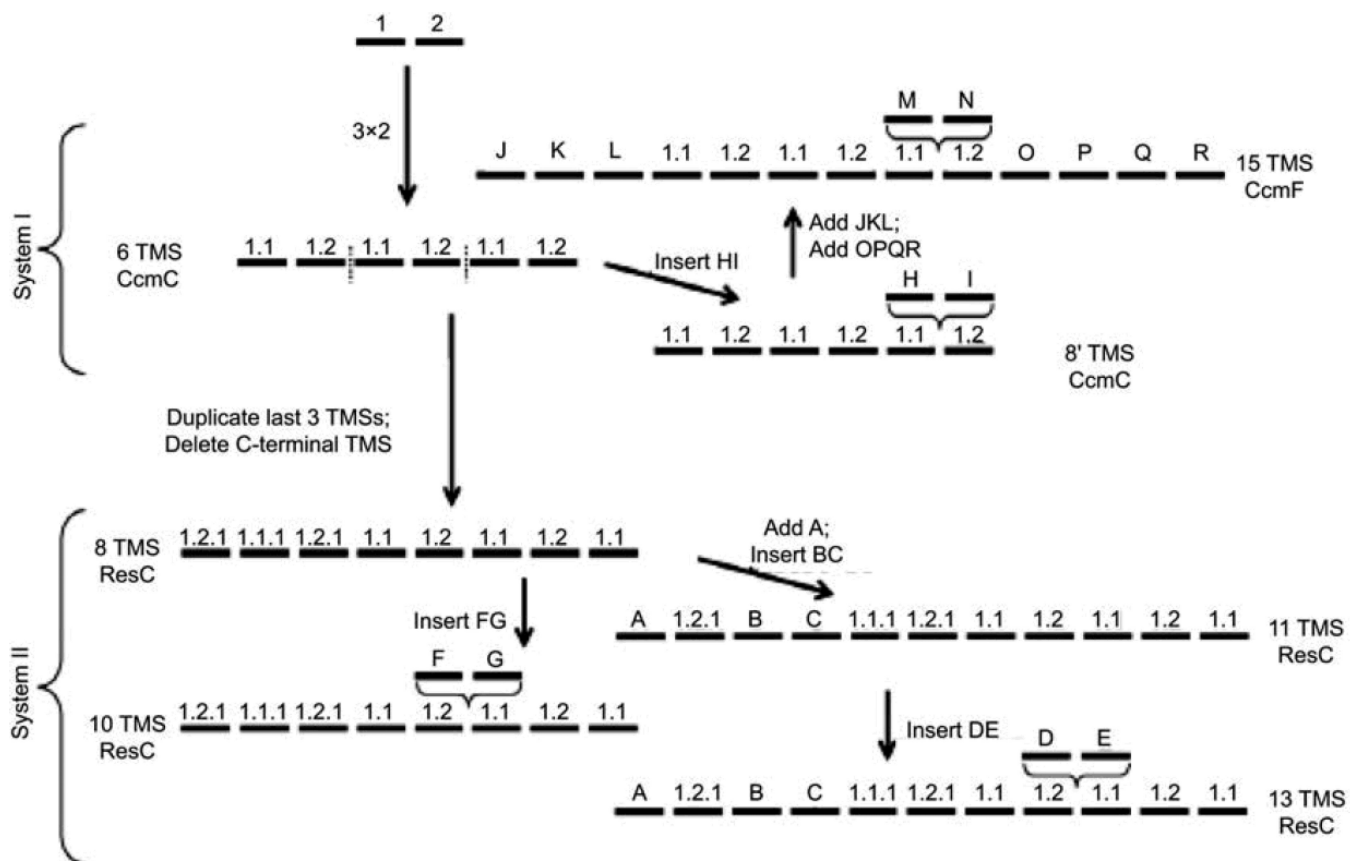 1 2
3×2
M N
J K L 1.1 1.2 1.1 1.2 1.1 1.2 O P Q R
15 TMS
CcmF
System I
Add JKL;
Add OPQR
6 TMS
CcmC
1.1 1.2 1.1 1.2 1.1 1.2
Insert HI
H I
1.1 1.2 1.1 1.2 1.1 1.2
8' TMS
CcmC
Duplicate last 3 TMSs;
Delete C-terminal TMS
System II
8 TMS
ResC
1.2.1 1.1.1 1.2.1 1.1 1.2 1.1 1.2 1.1
Add A;
Insert BC
Insert FG
A 1.2.1 B C 1.1.1 1.2.1 1.1 1.2 1.1 1.2 1.1
11 TMS
ResC
F G
10 TMS
ResC
1.2.1 1.1.1 1.2.1 1.1 1.2 1.1 1.2 1.1
Insert DE
D E
A 1.2.1 B C 1.1.1 1.2.1 1.1 1.2 1.1 1.2 1.1
13 TMS
ResC